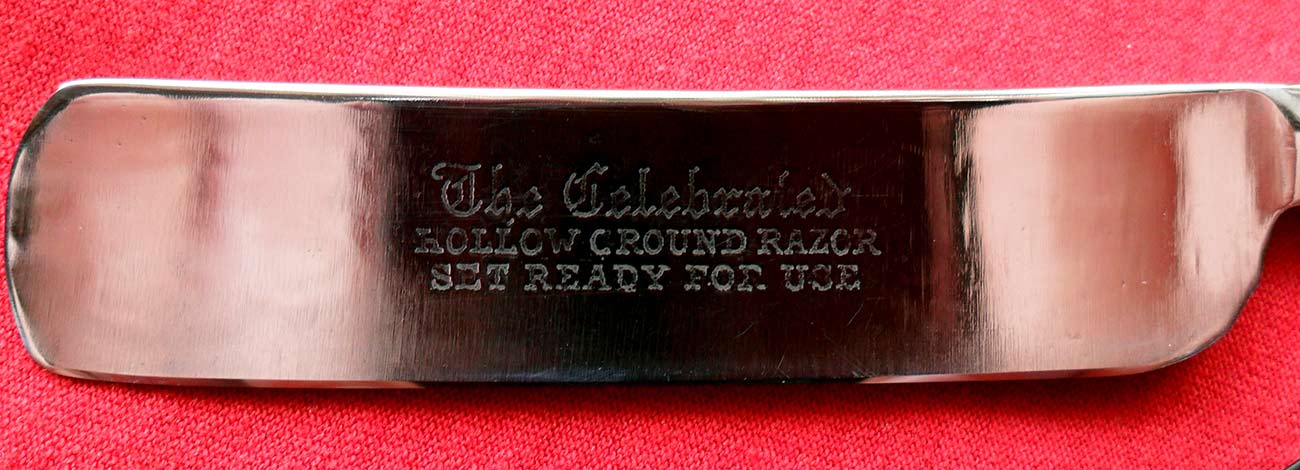 The Celebrated
HOLLOW GROUND RAZOR
SET READY FOR USE